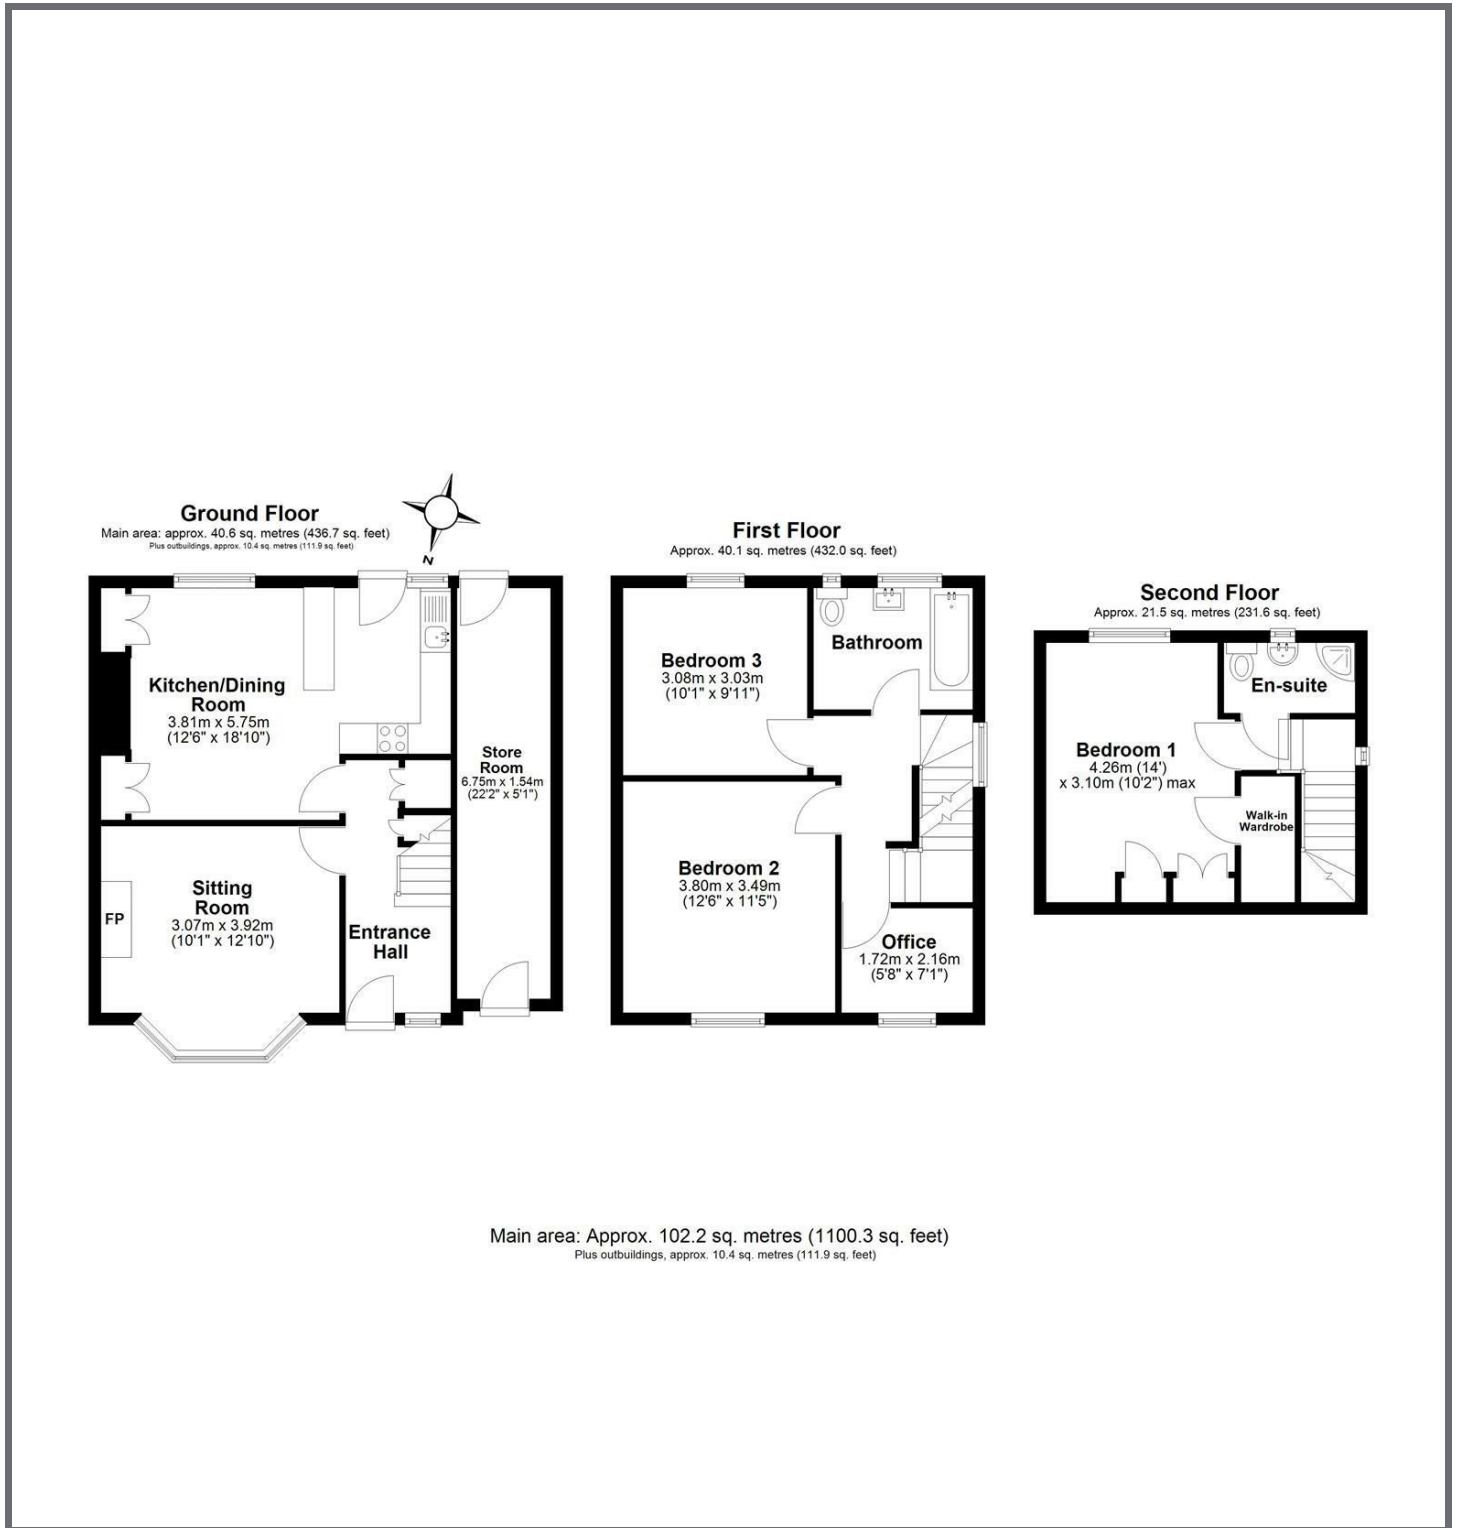 Ground Floor
Main area: approx. 40.6 sq. metres (436.7 sq. feet)
Plus outbuildings, approx. 10.4 sq. metres (111.9 sq. feet)
N
Kitchen/Dining
Room
3.81m x 5.75m
(12'6" x 18'10")
Store
Room
6.75m x 1.54m
(22'2" x 5'1")
Sitting
Room
3.07m x 3.92m
(10'1" x 12'10")
FP
Entrance
Hall
First Floor
Approx. 40.1 sq. metres (432.0 sq. feet)
Bedroom 3
3.08m x 3.03m
(10'1" x 9'11")
Bathroom
Bedroom 2
3.80m x 3.49m
(12'6" x 11'5")
Office
1.72m x 2.16m
(5'8" x 7'1")
Second Floor
Approx. 21.5 sq. metres (231.6 sq. feet)
En-suite
Bedroom 1
4.26m (14')
x 3.10m (10'2") max
Walk-in
Wardrobe
Main area: Approx. 102.2 sq. metres (1100.3 sq. feet)
Plus outbuildings, approx. 10.4 sq. metres (111.9 sq. feet)